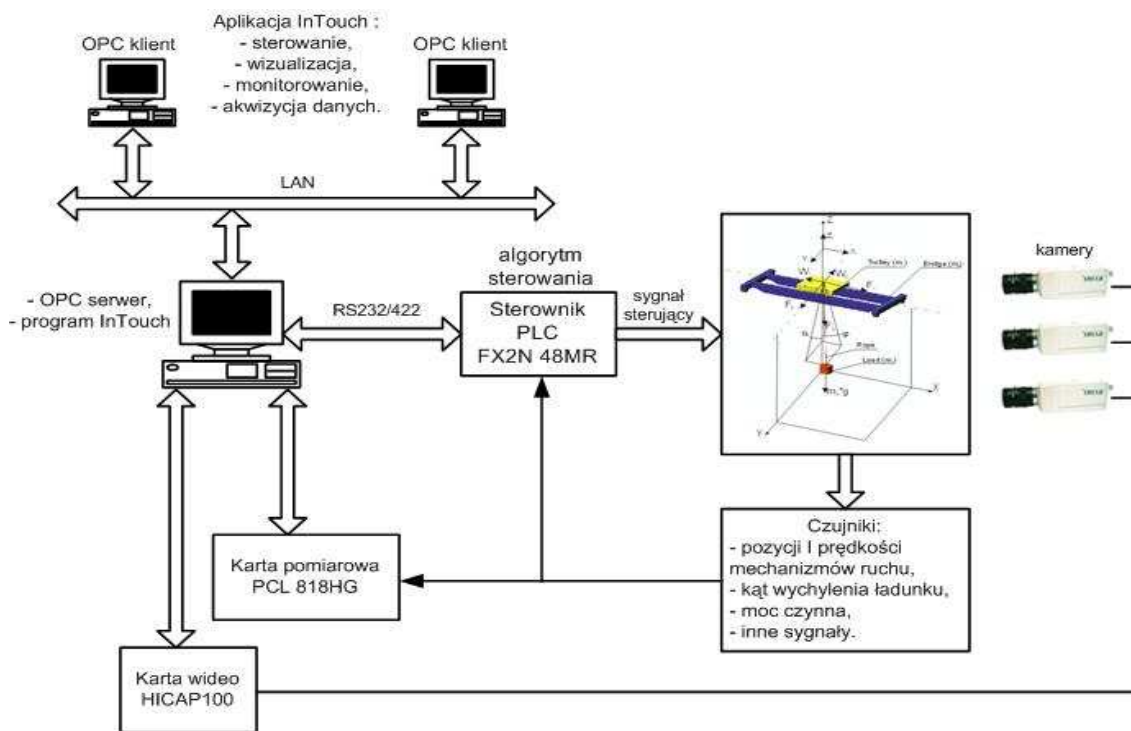 Aplikacja InTouch :
- sterowanie,
- wizualizacja,
- monitorowanie,
- akwizycja danych.
OPC klient
OPC klient
LAN
- OPC serwer,
- program InTouch
RS232/422
algorytm
sterowania
Sterownik
PLC
FX2N 48MR
sygnał
sterujący
Z
Trolley (m
Bridge (m
Rope
Load (m
*g
X
Y
kamery
Karta pomiarowa
PCL 818HG
Czujniki:
- pozycji I prędkości
mechanizmów ruchu,
- kąt wychylenia ładunku,
- moc czynna,
- inne sygnały.
Karta wideo
HICAP100